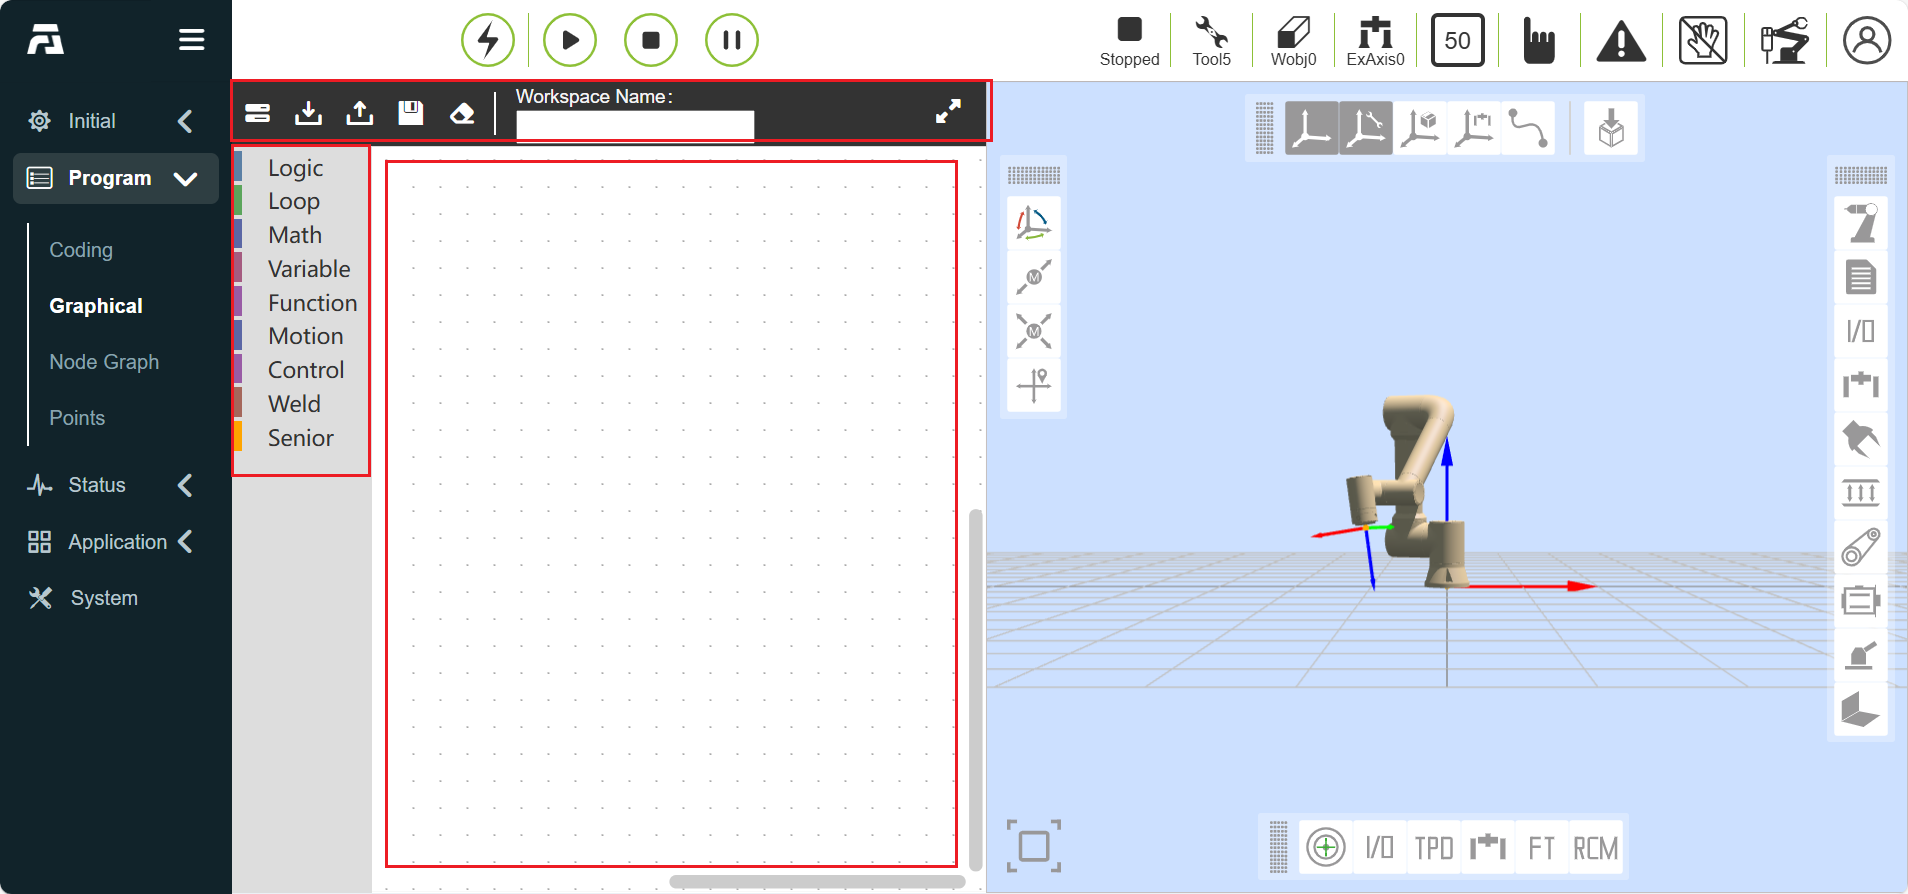 Stopped
Tool5
Wobj0
ExAxis0
50
Initial
Program
Coding
Graphical
Node Graph
Points
Status
Application
System
Workspace Name:
Logic
Loop
Math
Variable
Function
Motion
Control
Weld
Senior
M
M
I/O
I/O
TPD
FT
RCM